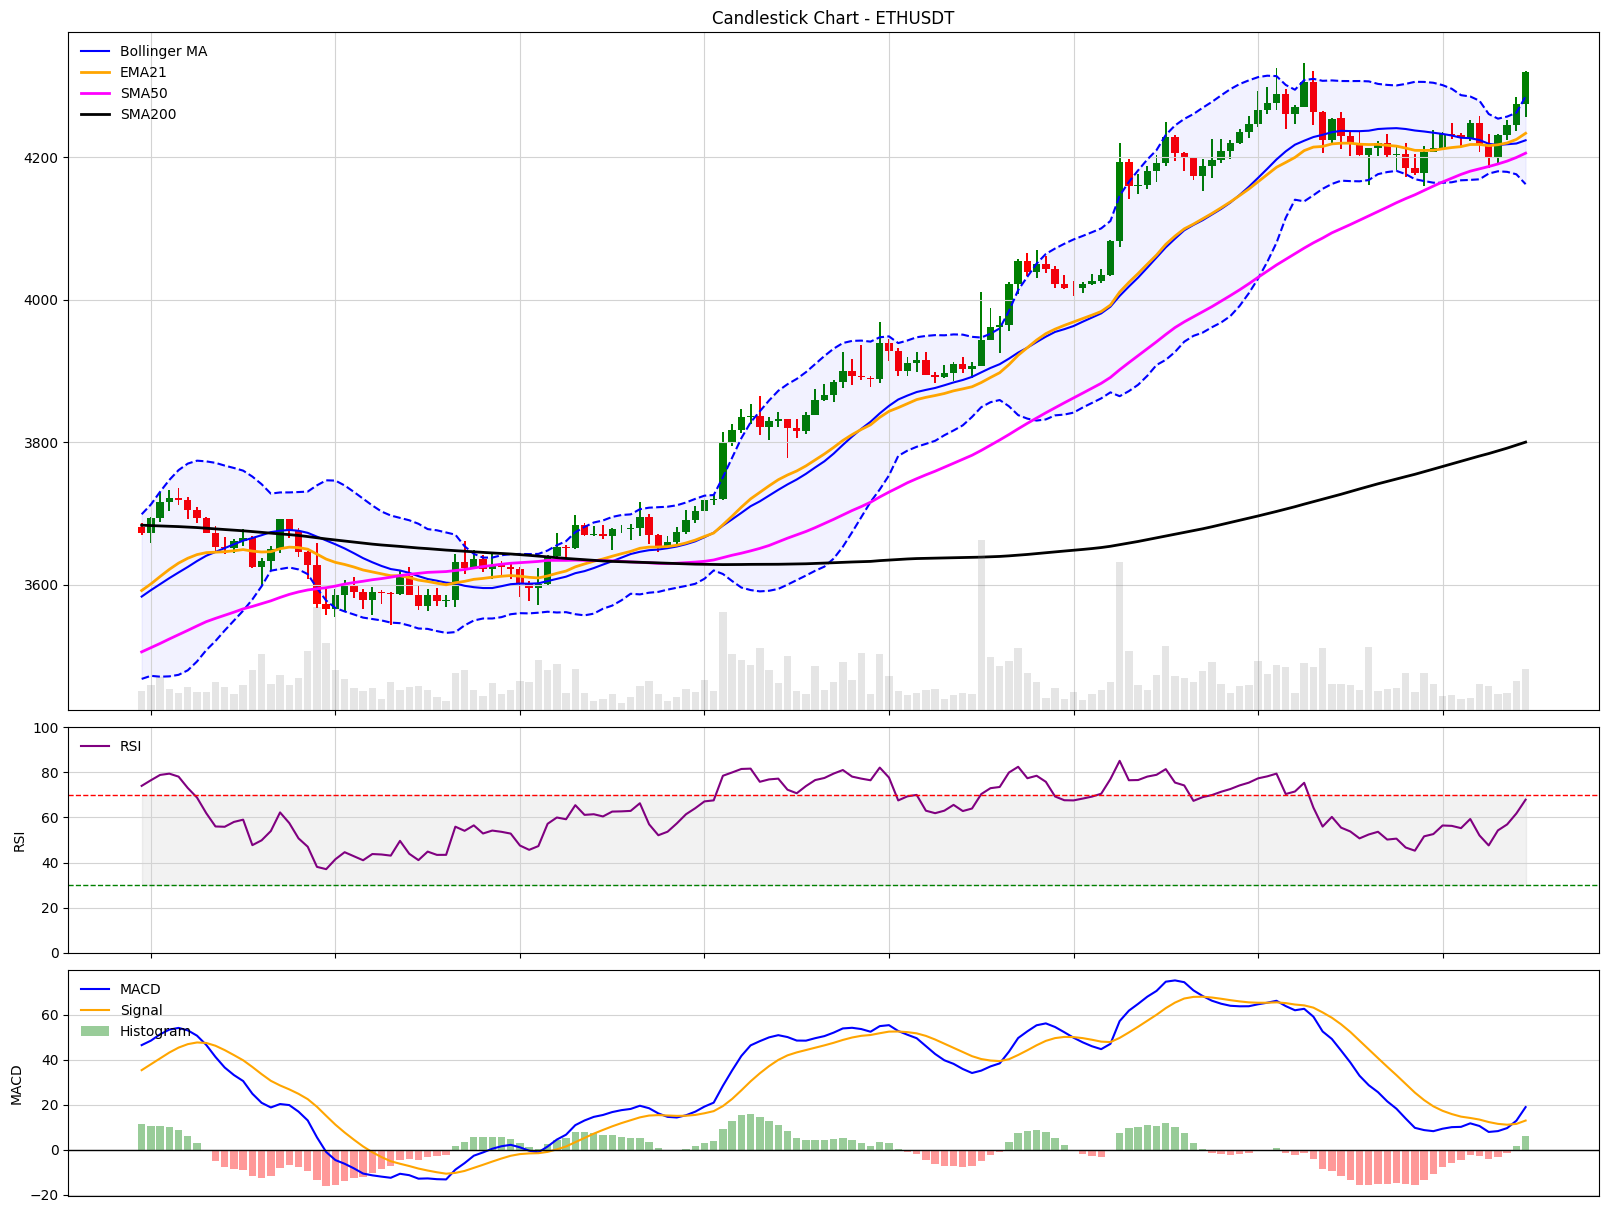 Candlestick Chart - ETHUSDT
Bollinger MA
EMA21
SMA50
SMA200
4200
4000
3800
3600
100
80
60
40
20
0
RSI
RSI
MACD
Signal
Histogram
60
40
20
0
−20
MACD